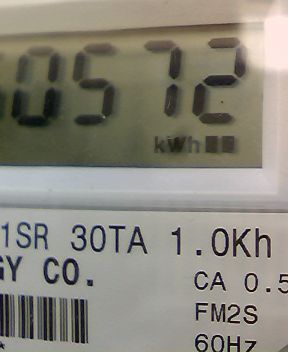 0572
kWh
1SR 30TA 1.0Kh
GY CO.
CA 0.5
FM2S
60Hz